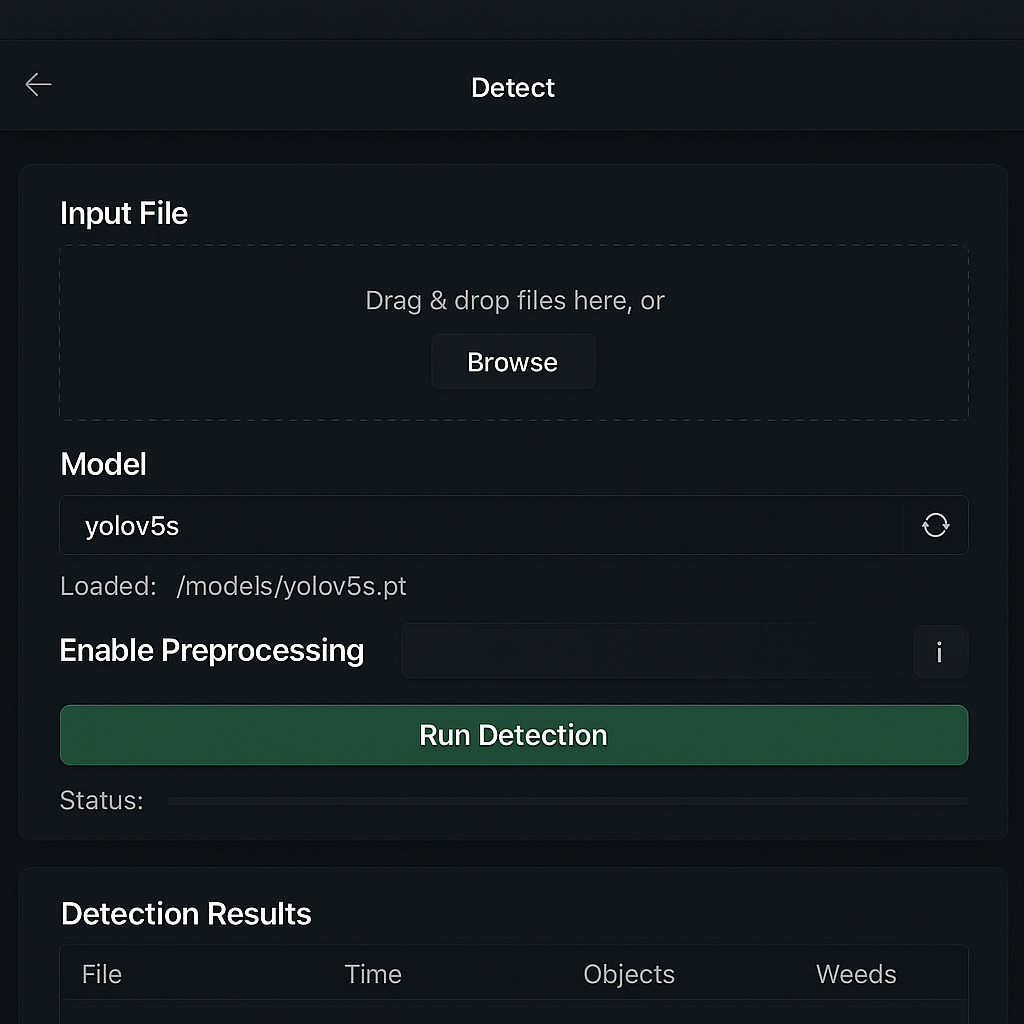 Detect
Input File
Drag & drop files here, or
Browse
Model
yolov5s
Loaded: /models/yolov5s.pt
Enable Preprocessing i
Run Detection
Status:
Detection Results
File Time Objects Weeds